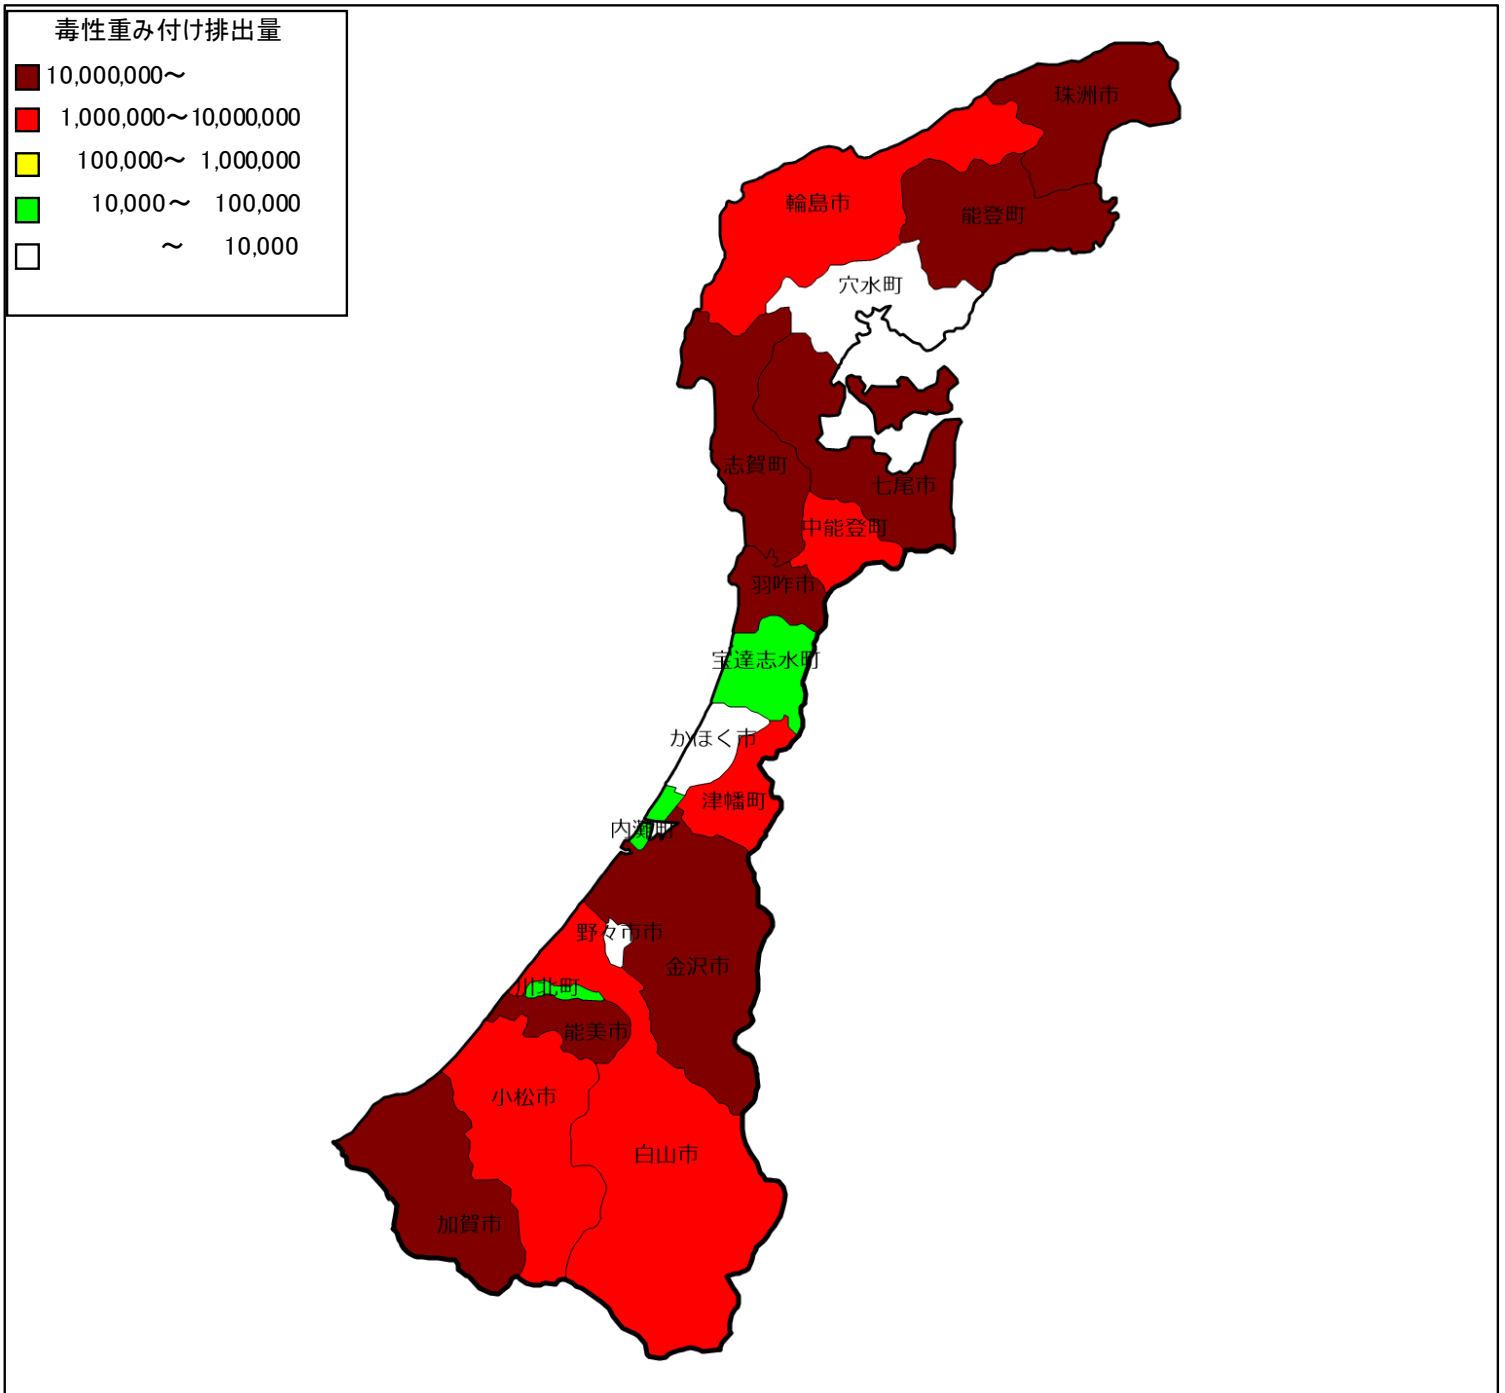 毒性重み付け排出量
10,000,000～
1,000,000～10,000,000
100,000～ 1,000,000
10,000～ 100,000
～ 10,000
珠洲市
輪島市
能登町
穴水町
志賀町
七尾市
中能登町
羽咋市
宝達志水町
かほく市
津幡町
内灘町
野々市市
金沢市
川北町
能美市
小松市
白山市
加賀市